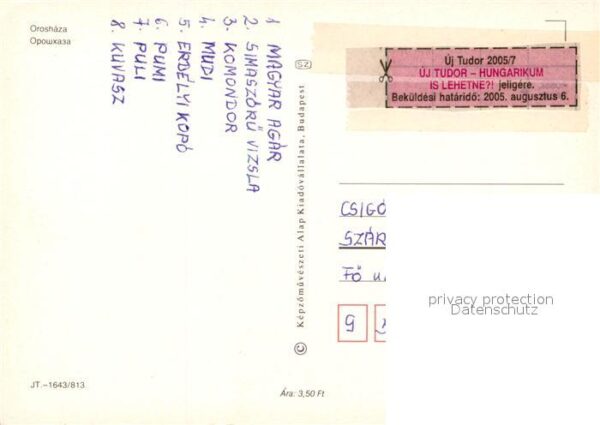 Orosháza
Орошхаза
1 MAGYAR AGÁR
2. SIMASZŐRŰ VIZSLA
3. KOMONDOR
4. MUDI
5. ERDÉLYI KOPÓ
6. PUMI
7. PULI
8. KUVASZ
JT.–1643/813
SZ
© Képzőművészeti Alap Kiadóvállalata, Budapest
Ára: 3,50 Ft
Új Tudor 2005/7
ÚJ TUDOR – HUNGARIKUM
IS LEHETNE?! jeligére.
Beküldési határidő: 2005. augusztus 6.
CSIGÓ
SZÁR
FŐ u.
9
privacy protection
Datenschutz